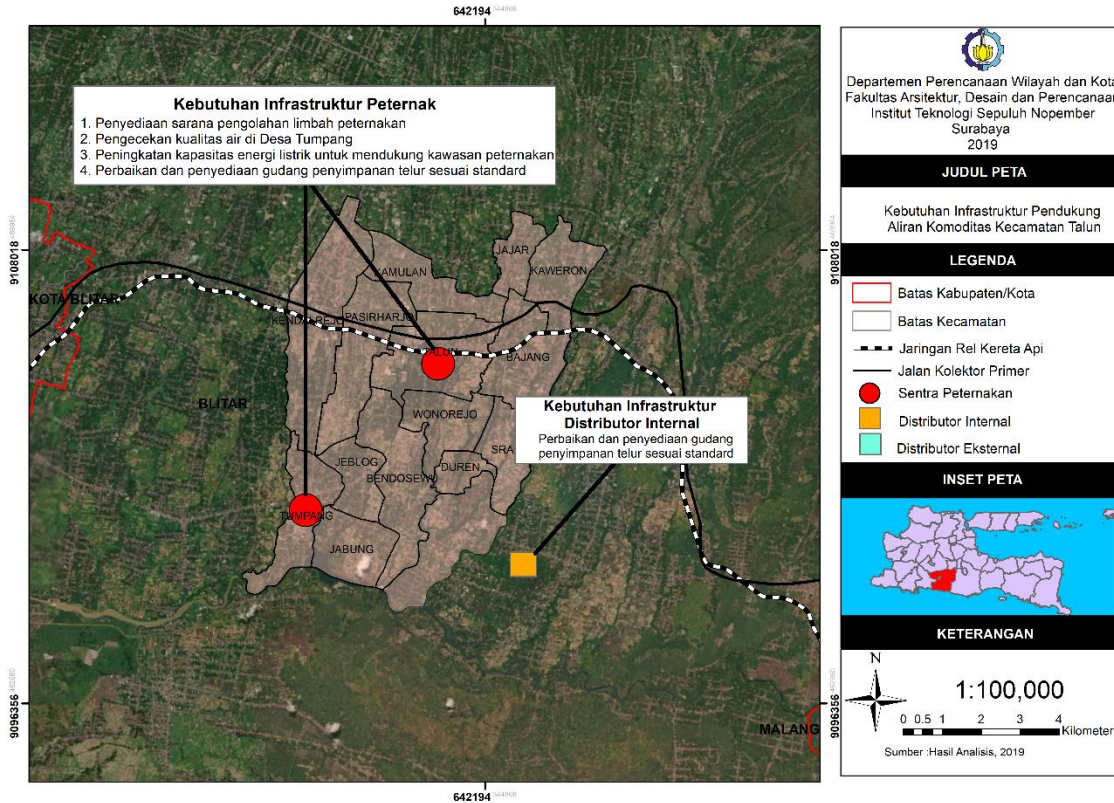 642194
344868
Kebutuhan Infrastruktur Peternak
1. Penyediaan sarana pengolahan limbah peternakan
2. Pengecekan kualitas air di Desa Tumpang
3. Peningkatan kapasitas energi listrik untuk mendukung kawasan peternakan
4. Perbaikan dan penyediaan gudang penyimpanan telur sesuai standard
9108018
9108018
JAJAR
KAMULAN
KAWERON
KOTA BLITAR
KENDALREJO
PASIRHARJO
TALUN
BAJANG
BLITAR
WONOREJO
Kebutuhan Infrastruktur
Distributor Internal
Perbaikan dan penyediaan gudang
penyimpanan telur sesuai standard
SRA
JEBLOG
BENDOSEWU
DUREN
TUMPANG
JABUNG
9096356
9096356
MALANG
642194
344868
Departemen Perencanaan Wilayah dan Kota
Fakultas Arsitektur, Desain dan Perencanaan
Institut Teknologi Sepuluh Nopember
Surabaya
2019
JUDUL PETA
Kebutuhan Infrastruktur Pendukung
Aliran Komoditas Kecamatan Talun
LEGENDA
Batas Kabupaten/Kota
Batas Kecamatan
Jaringan Rel Kereta Api
Jalan Kolektor Primer
Sentra Peternakan
Distributor Internal
Distributor Eksternal
INSET PETA
KETERANGAN
N
1:100,000
0 0.5 1 2 3 4
Kilometer
Sumber :Hasil Analisis, 2019